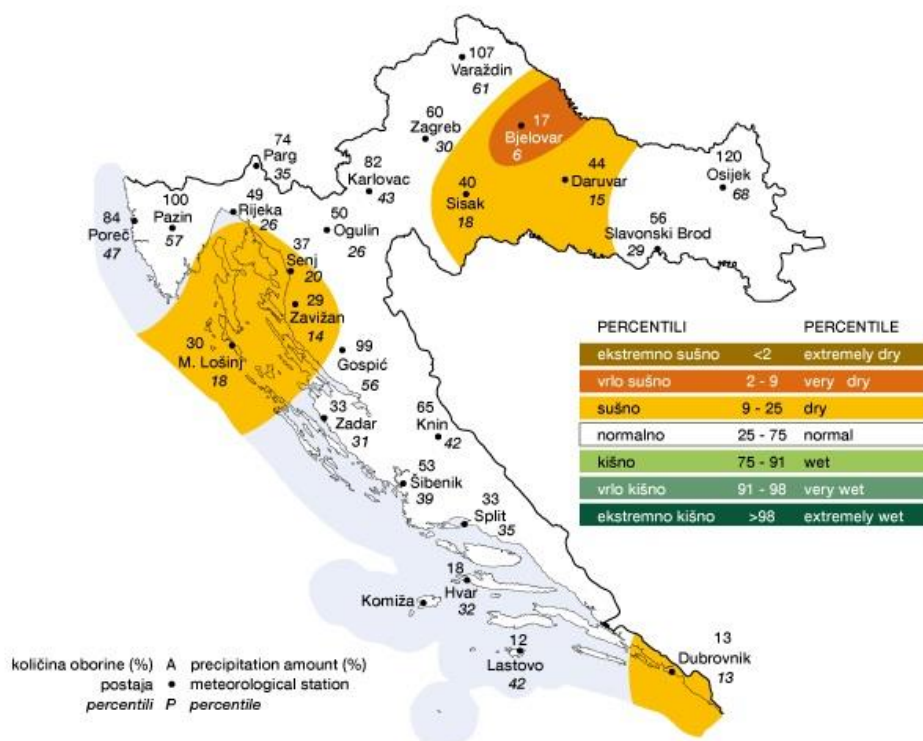 107
Varaždin
61
60
Zagreb
30
17
Bjelovar
6
74
Parg
35
82
Karlovac
43
44
Daruvar
15
120
Osijek
68
40
Sisak
18
100
Pazin
57
49
Rijeka
26
50
Ogulin
26
84
Poreč
47
56
Slavonski Brod
29
37
Senj
20
29
Zavižan
14
30
M. Lošinj
18
99
Gospić
56
33
Zadar
31
65
Knin
42
53
Šibenik
39
33
Split
35
18
Hvar
32
Komiža
12
Lastovo
42
13
Dubrovnik
13
PERCENTILI PERCENTILE
ekstremno sušno <2 extremely dry
vrlo sušno 2 - 9 very dry
sušno 9 - 25 dry
normalno 25 - 75 normal
kišno 75 - 91 wet
vrlo kišno 91 - 98 very wet
ekstremno kišno >98 extremely wet
količina oborine (%) A precipitation amount (%)
postaja • meteorological station
percentili P percentile